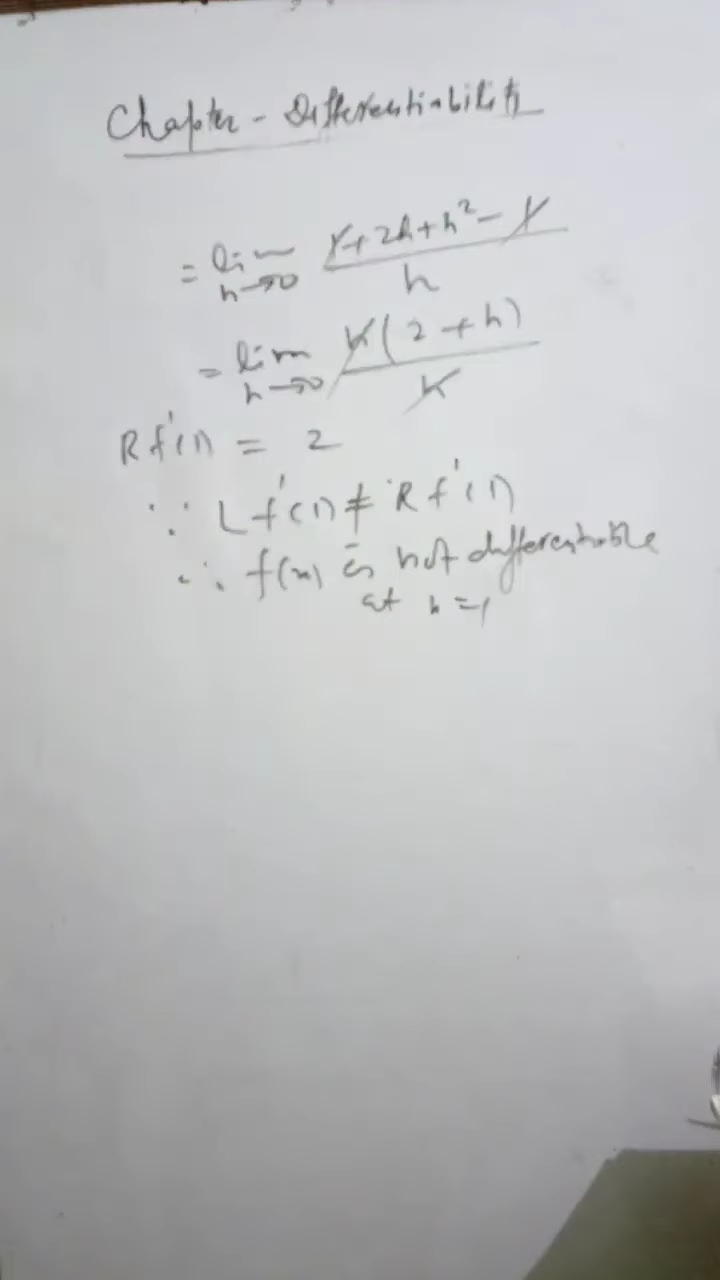 Chapter - Differentiability
= lim h→0 (1 + 2h + h² - 1) / h
= lim h→0 h(2 + h) / h
Rf'(1) = 2
∵ Lf'(1) ≠ Rf'(1)
∴ f(x) is not differentiable
at x = 1